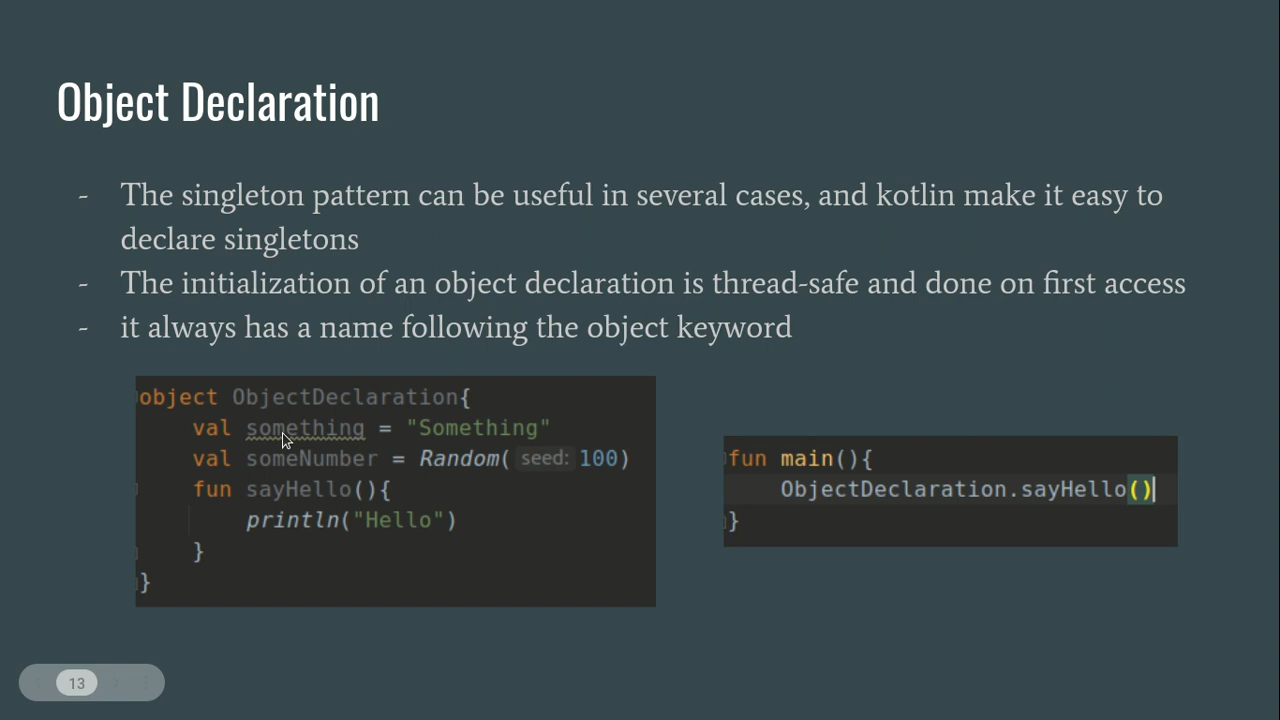 Object Declaration
- The singleton pattern can be useful in several cases, and kotlin make it easy to
declare singletons
- The initialization of an object declaration is thread-safe and done on first access
- it always has a name following the object keyword
object ObjectDeclaration{
val something = "Something"
val someNumber = Random( seed: 100)
fun sayHello(){
println("Hello")
}
}
fun main(){
ObjectDeclaration.sayHello()
}
13